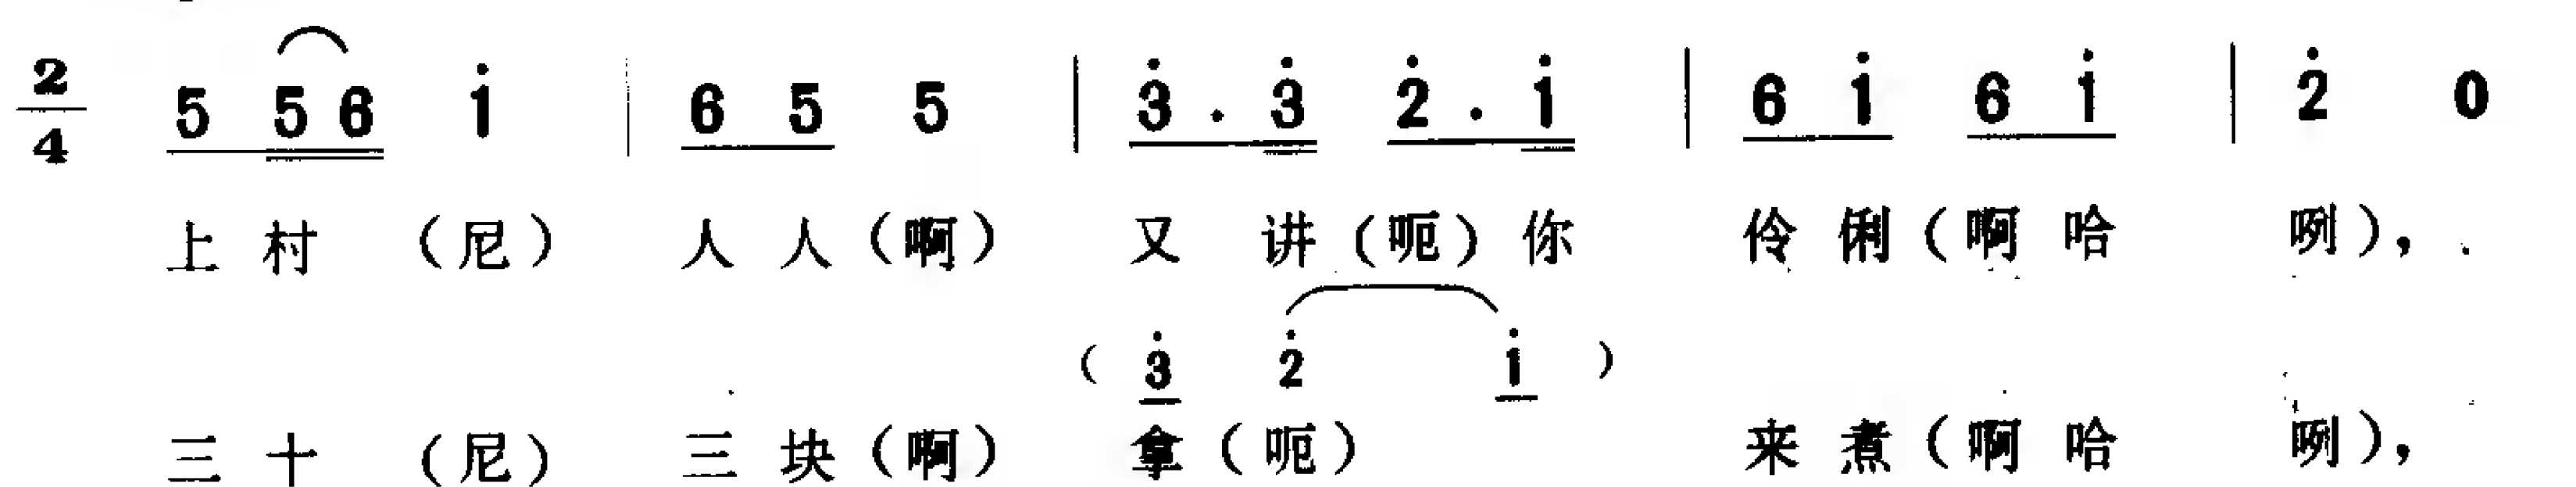 2/4 5 5 6 i̇ | 6 5 5 | 3̇ . 3̇ 2̇ . i̇ | 6 i̇ 6 i̇ | 2̇ 0
上村 (尼) 人人(啊) 又 讲(呃)你 伶俐(啊 哈 咧),
( 3̇ 2̇ i̇ )
三十 (尼) 三块(啊) 拿(呃) 来煮(啊 哈 咧),